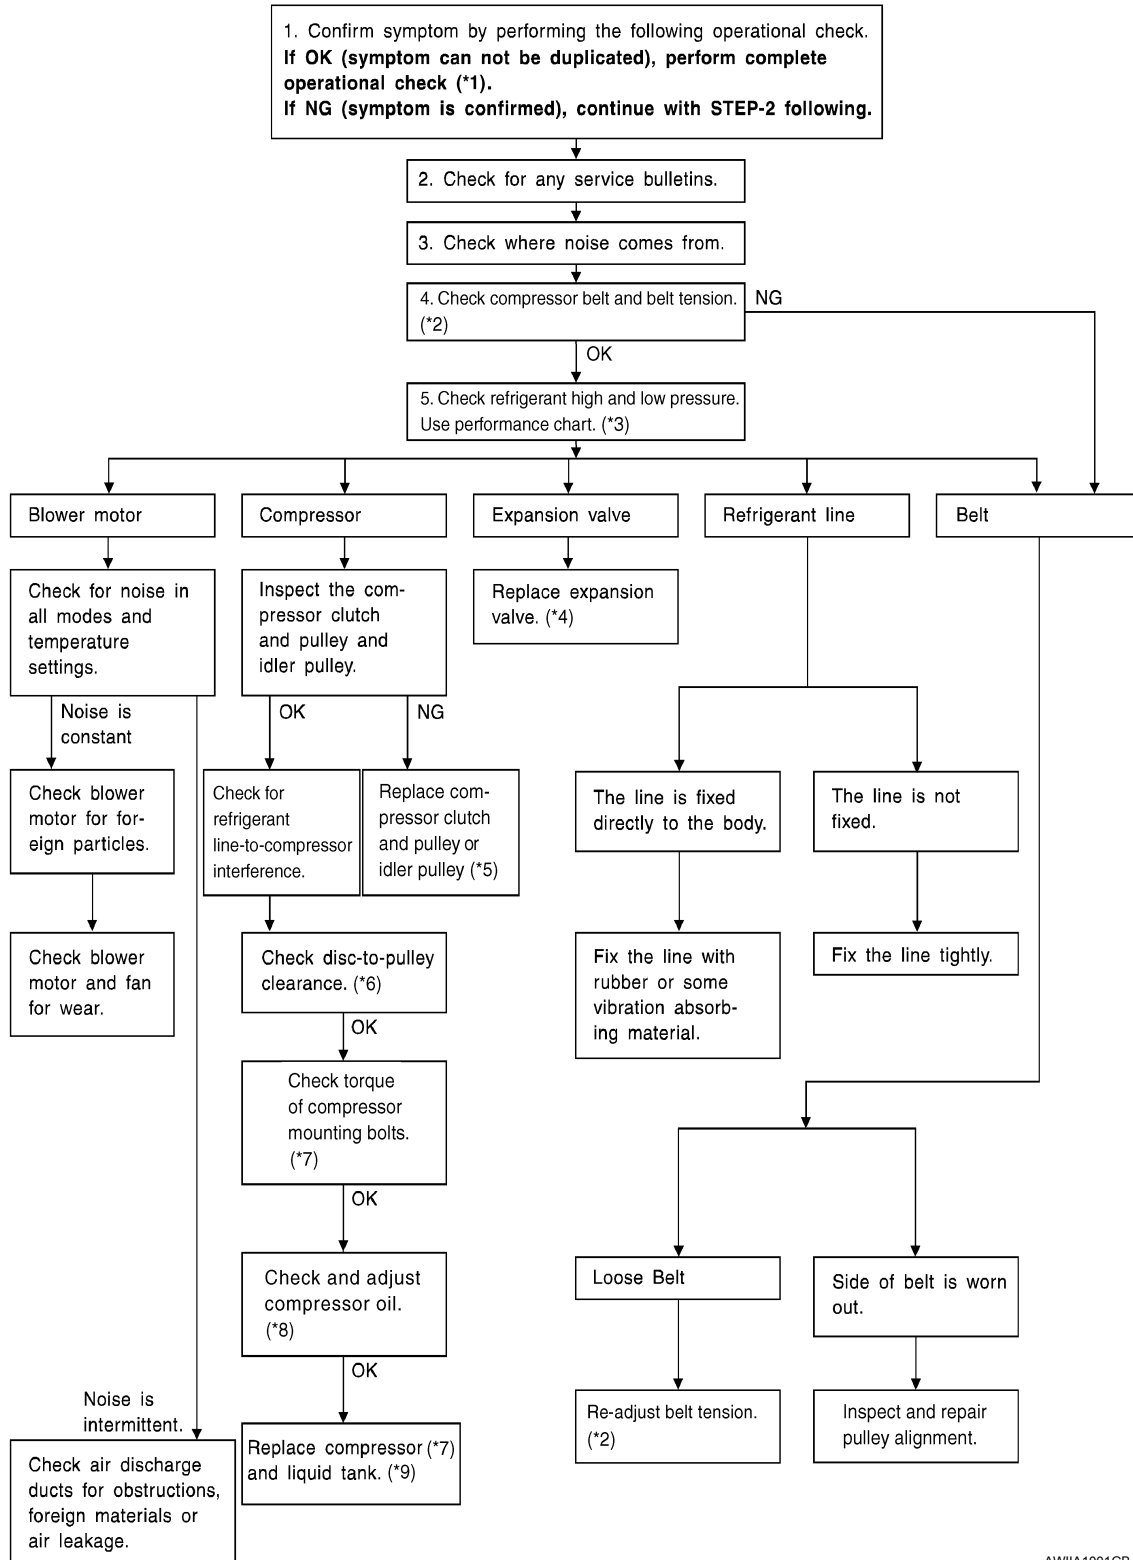 1. Confirm symptom by performing the following operational check.
If OK (symptom can not be duplicated), perform complete
operational check (*1).
If NG (symptom is confirmed), continue with STEP-2 following.
2. Check for any service bulletins.
3. Check where noise comes from.
4. Check compressor belt and belt tension.
(*2)
NG
OK
5. Check refrigerant high and low pressure.
Use performance chart. (*3)
Blower motor
Compressor
Expansion valve
Refrigerant line
Belt
Check for noise in
all modes and
temperature
settings.
Inspect the com-
pressor clutch
and pulley and
idler pulley.
Replace expansion
valve. (*4)
Noise is
constant
OK
NG
Check blower
motor for for-
eign particles.
Check for
refrigerant
line-to-compressor
interference.
Replace com-
pressor clutch
and pulley or
idler pulley (*5)
The line is fixed
directly to the body.
The line is not
fixed.
Check blower
motor and fan
for wear.
Check disc-to-pulley
clearance. (*6)
Fix the line with
rubber or some
vibration absorb-
ing material.
Fix the line tightly.
OK
Check torque
of compressor
mounting bolts.
(*7)
OK
Check and adjust
compressor oil.
(*8)
Loose Belt
Side of belt is worn
out.
OK
Noise is
intermittent.
Re-adjust belt tension.
(*2)
Inspect and repair
pulley alignment.
Replace compressor (*7)
and liquid tank. (*9)
Check air discharge
ducts for obstructions,
foreign materials or
air leakage.